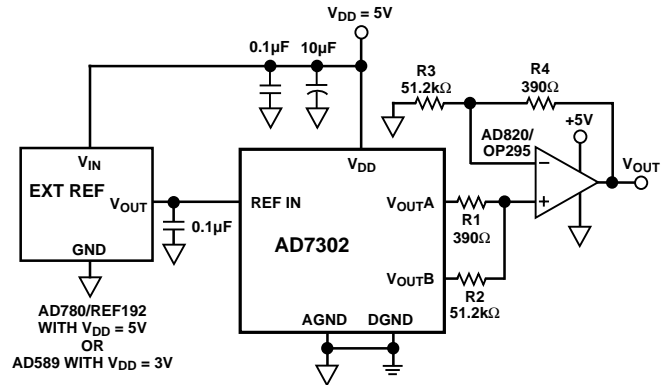 V_DD = 5V
0.1µF
10µF
R3
51.2kΩ
R4
390Ω
+5V
AD820/
OP295
V_OUT
V_IN
EXT REF
V_OUT
GND
0.1µF
V_DD
REF IN
AD7302
V_OUTA
V_OUTB
AGND
DGND
R1
390Ω
R2
51.2kΩ
−
+
AD780/REF192
WITH V_DD = 5V
OR
AD589 WITH V_DD = 3V